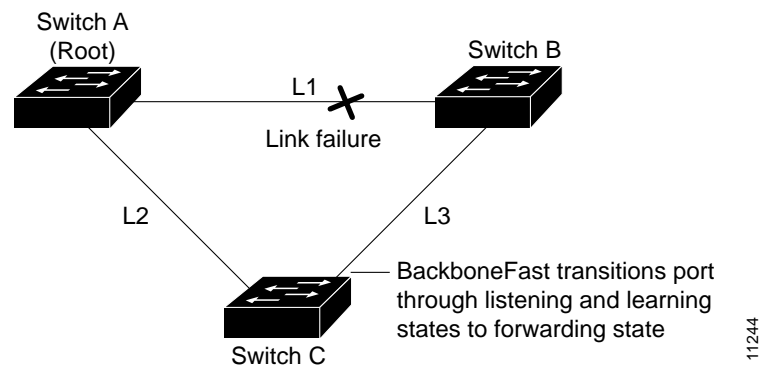 Switch A
(Root)
Switch B
L1
Link failure
L2
L3
BackboneFast transitions port
through listening and learning
states to forwarding state
Switch C
11244